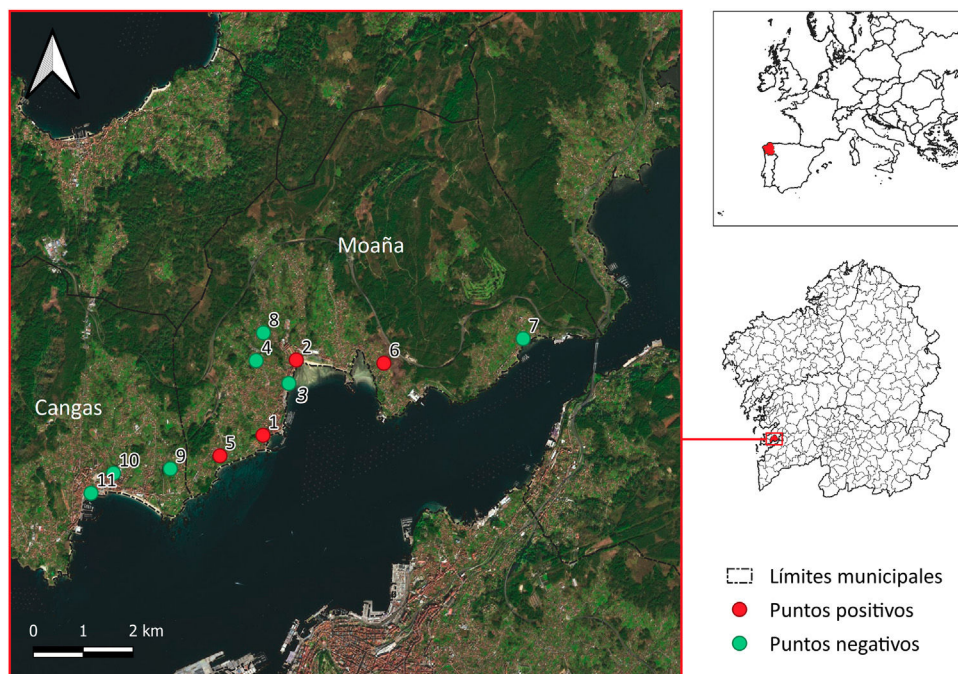 Moaña
8
4
2
6
7
3
Cangas
1
5
9
10
11
0 1 2 km
Límites municipales
Puntos positivos
Puntos negativos